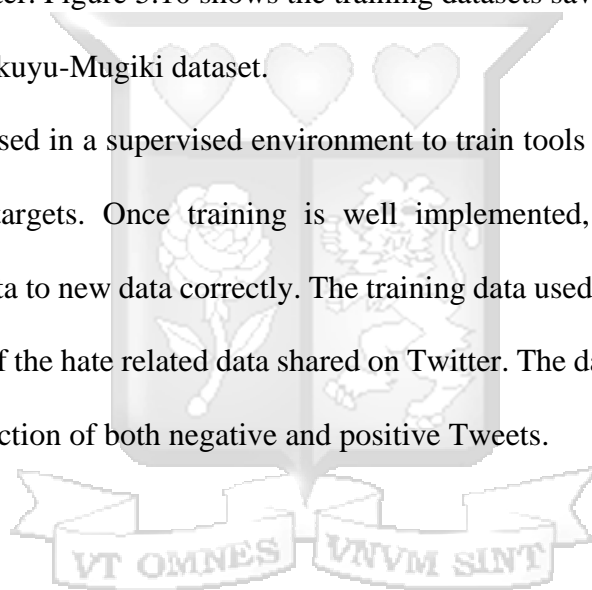 ter. Figure 3.10 shows the training datasets sav
kuyu-Mugiki dataset.
sed in a supervised environment to train tools
targets. Once training is well implemented,
ta to new data correctly. The training data used
f the hate related data shared on Twitter. The da
ction of both negative and positive Tweets.
VT OMNES VNVM SINT